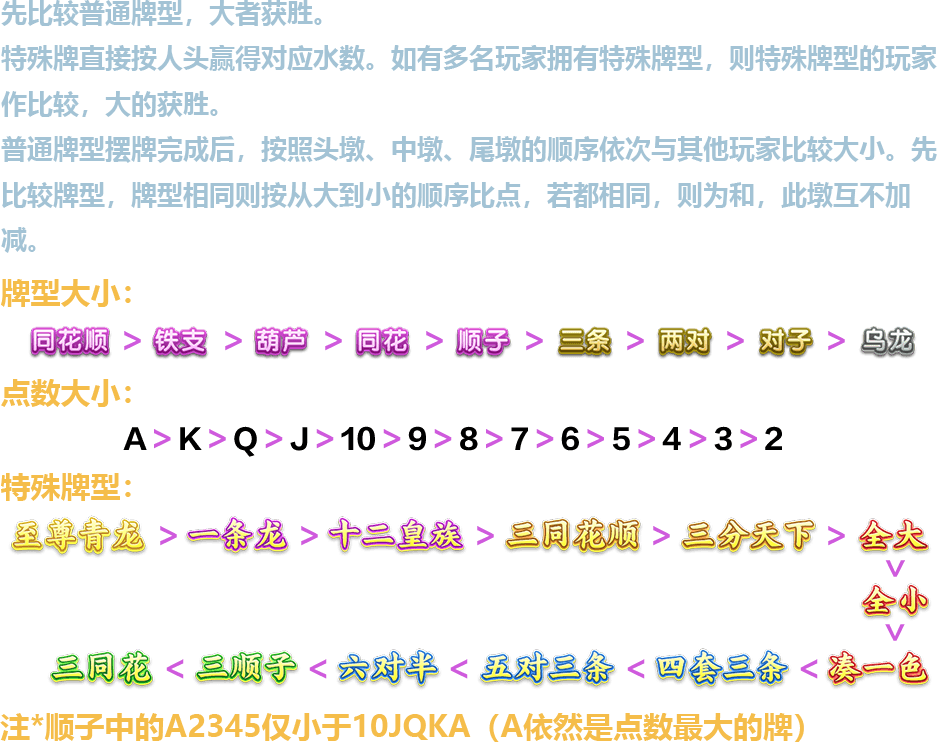 先比较普通牌型，大者获胜。
特殊牌直接按人头赢得对应水数。如有多名玩家拥有特殊牌型，则特殊牌型的玩家
作比较，大的获胜。
普通牌型摆牌完成后，按照头墩、中墩、尾墩的顺序依次与其他玩家比较大小。先
比较牌型，牌型相同则按从大到小的顺序比点，若都相同，则为和，此墩互不加
减。
牌型大小：
同花顺 > 铁支 > 葫芦 > 同花 > 顺子 > 三条 > 两对 > 对子 > 乌龙
点数大小：
A > K > Q > J > 10 > 9 > 8 > 7 > 6 > 5 > 4 > 3 > 2
特殊牌型：
至尊青龙 > 一条龙 > 十二皇族 > 三同花顺 > 三分天下 > 全大
>
全小
>
三同花 < 三顺子 < 六对半 < 五对三条 < 四套三条 < 凑一色
注*顺子中的A2345仅小于10JQKA（A依然是点数最大的牌）